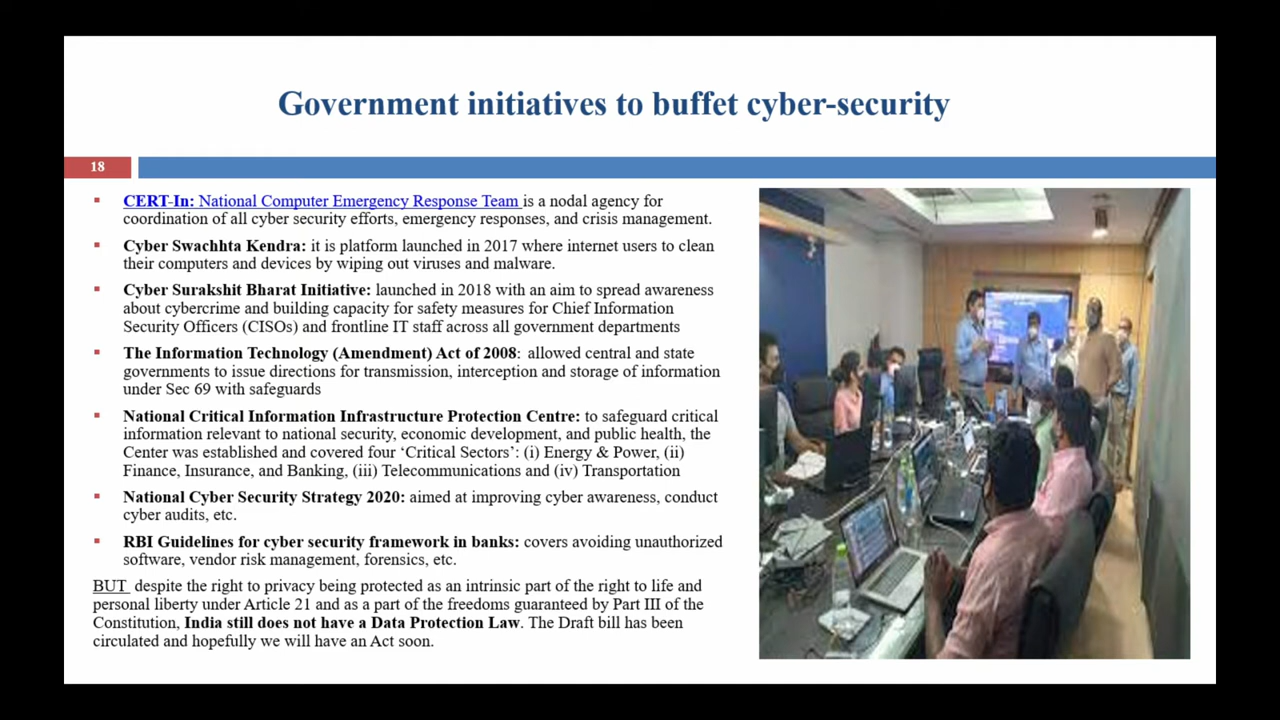 Government initiatives to buffet cyber-security
18
CERT-In: National Computer Emergency Response Team is a nodal agency for
coordination of all cyber security efforts, emergency responses, and crisis management.
Cyber Swachhta Kendra: it is platform launched in 2017 where internet users to clean
their computers and devices by wiping out viruses and malware.
Cyber Surakshit Bharat Initiative: launched in 2018 with an aim to spread awareness
about cybercrime and building capacity for safety measures for Chief Information
Security Officers (CISOs) and frontline IT staff across all government departments
The Information Technology (Amendment) Act of 2008: allowed central and state
governments to issue directions for transmission, interception and storage of information
under Sec 69 with safeguards
National Critical Information Infrastructure Protection Centre: to safeguard critical
information relevant to national security, economic development, and public health, the
Center was established and covered four ‘Critical Sectors’: (i) Energy & Power, (ii)
Finance, Insurance, and Banking, (iii) Telecommunications and (iv) Transportation
National Cyber Security Strategy 2020: aimed at improving cyber awareness, conduct
cyber audits, etc.
RBI Guidelines for cyber security framework in banks: covers avoiding unauthorized
software, vendor risk management, forensics, etc.
BUT despite the right to privacy being protected as an intrinsic part of the right to life and
personal liberty under Article 21 and as a part of the freedoms guaranteed by Part III of the
Constitution, India still does not have a Data Protection Law. The Draft bill has been
circulated and hopefully we will have an Act soon.